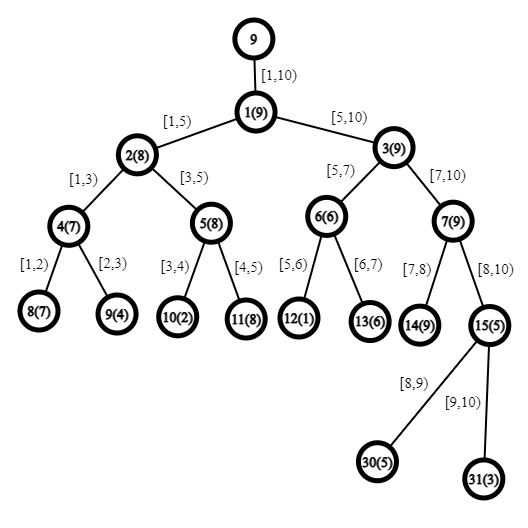 9
[1,10)
1(9)
[1,5) [5,10)
2(8) 3(9)
[1,3) [3,5) [5,7) [7,10)
4(7) 5(8) 6(6) 7(9)
[1,2) [2,3) [3,4) [4,5) [5,6) [6,7) [7,8) [8,10)
8(7) 9(4) 10(2) 11(8) 12(1) 13(6) 14(9) 15(5)
[8,9) [9,10)
30(5) 31(3)